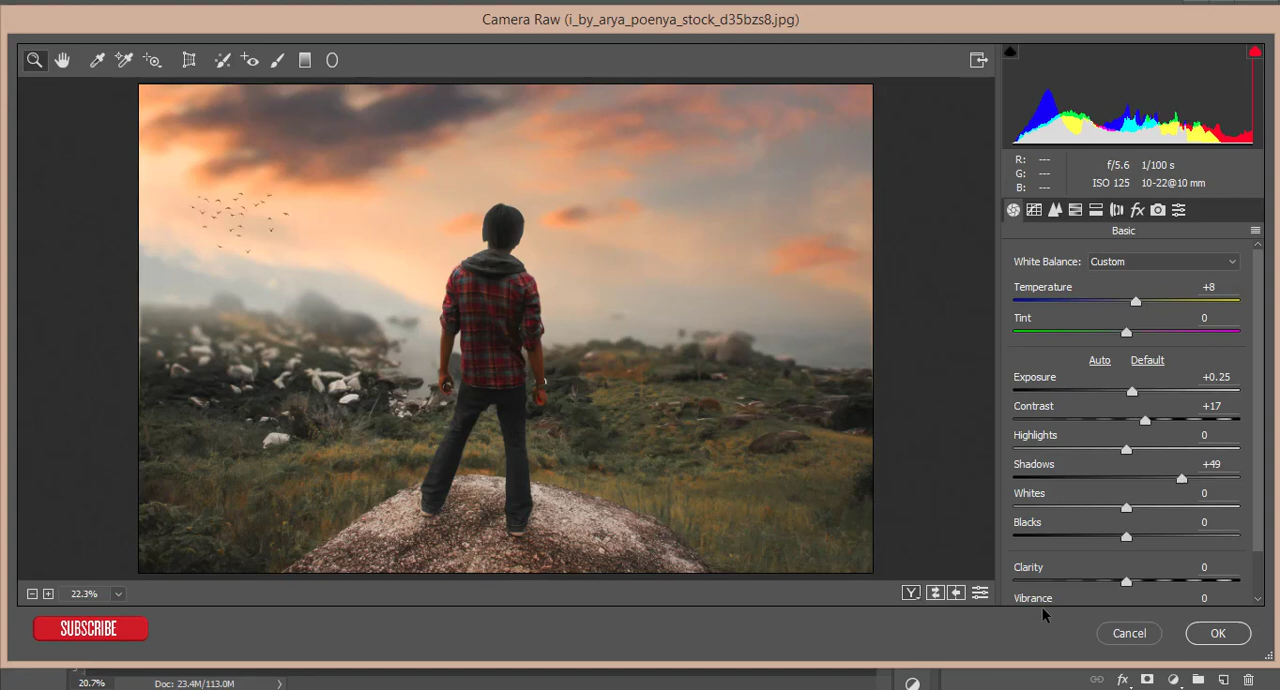 Camera Raw (i_by_arya_poenya_stock_d35bzs8.jpg)
R: ---
G: ---
B: ---
f/5.6 1/100 s
ISO 125 10-22@10 mm
fx
Basic
White Balance: Custom
Temperature +8
Tint 0
Auto Default
Exposure +0.25
Contrast +17
Highlights 0
Shadows +49
Whites 0
Blacks 0
Clarity 0
Vibrance 0
22.3%
Y
SUBSCRIBE
Cancel OK
20.7% Doc: 23.4M/113.0M
fx